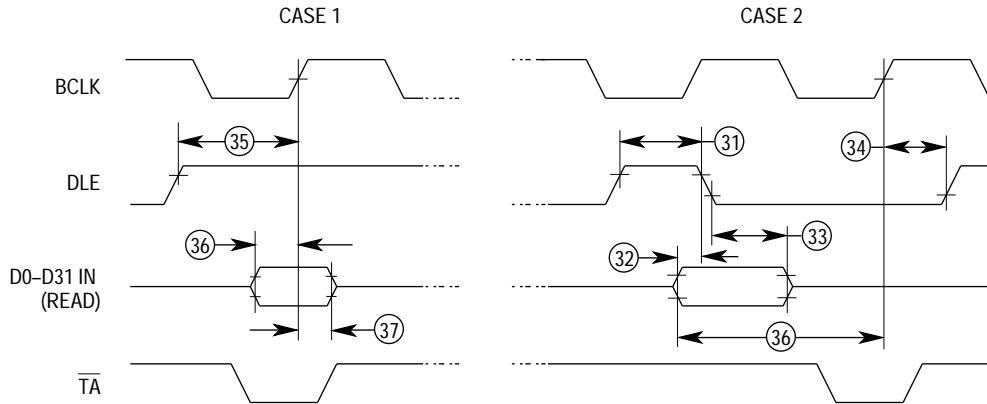 CASE 1
CASE 2
BCLK
35
31
34
DLE
36
33
32
D0–D31 IN
(READ)
37
36
TA